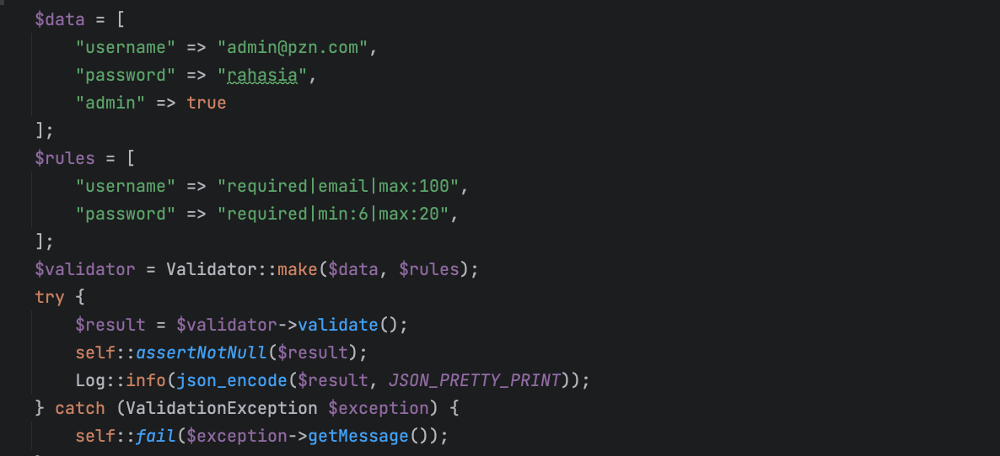 $data = [
    "username" => "admin@pzn.com",
    "password" => "rahasia",
    "admin" => true
];
$rules = [
    "username" => "required|email|max:100",
    "password" => "required|min:6|max:20",
];
$validator = Validator::make($data, $rules);
try {
    $result = $validator->validate();
    self::assertNotNull($result);
    Log::info(json_encode($result, JSON_PRETTY_PRINT));
} catch (ValidationException $exception) {
    self::fail($exception->getMessage());